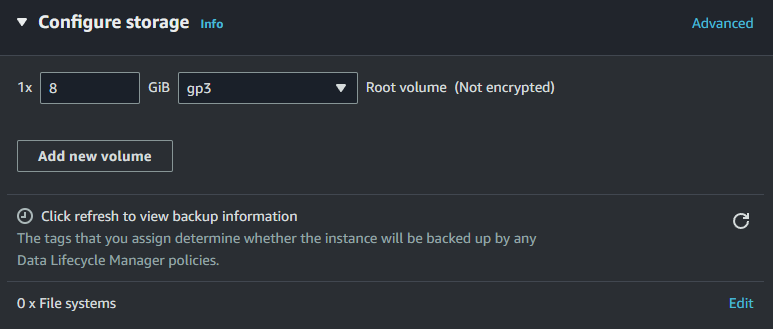 Configure storage Info Advanced
1x 8 GiB gp3 Root volume (Not encrypted)
Add new volume
Click refresh to view backup information
The tags that you assign determine whether the instance will be backed up by any
Data Lifecycle Manager policies.
0 x File systems Edit